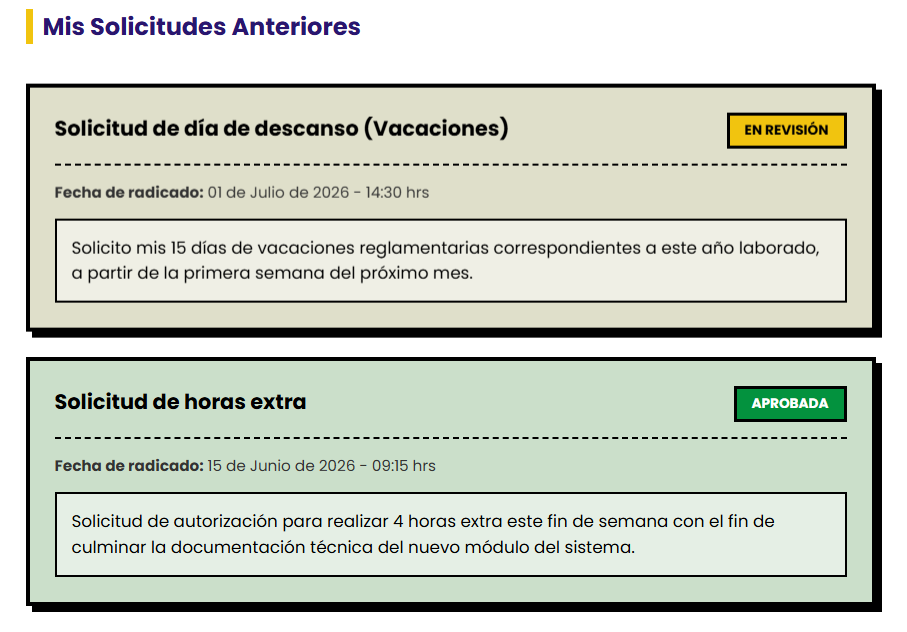 Mis Solicitudes Anteriores
Solicitud de día de descanso (Vacaciones)
EN REVISIÓN
Fecha de radicado: 01 de Julio de 2026 - 14:30 hrs
Solicito mis 15 días de vacaciones reglamentarias correspondientes a este año laborado,
a partir de la primera semana del próximo mes.
Solicitud de horas extra
APROBADA
Fecha de radicado: 15 de Junio de 2026 - 09:15 hrs
Solicitud de autorización para realizar 4 horas extra este fin de semana con el fin de
culminar la documentación técnica del nuevo módulo del sistema.